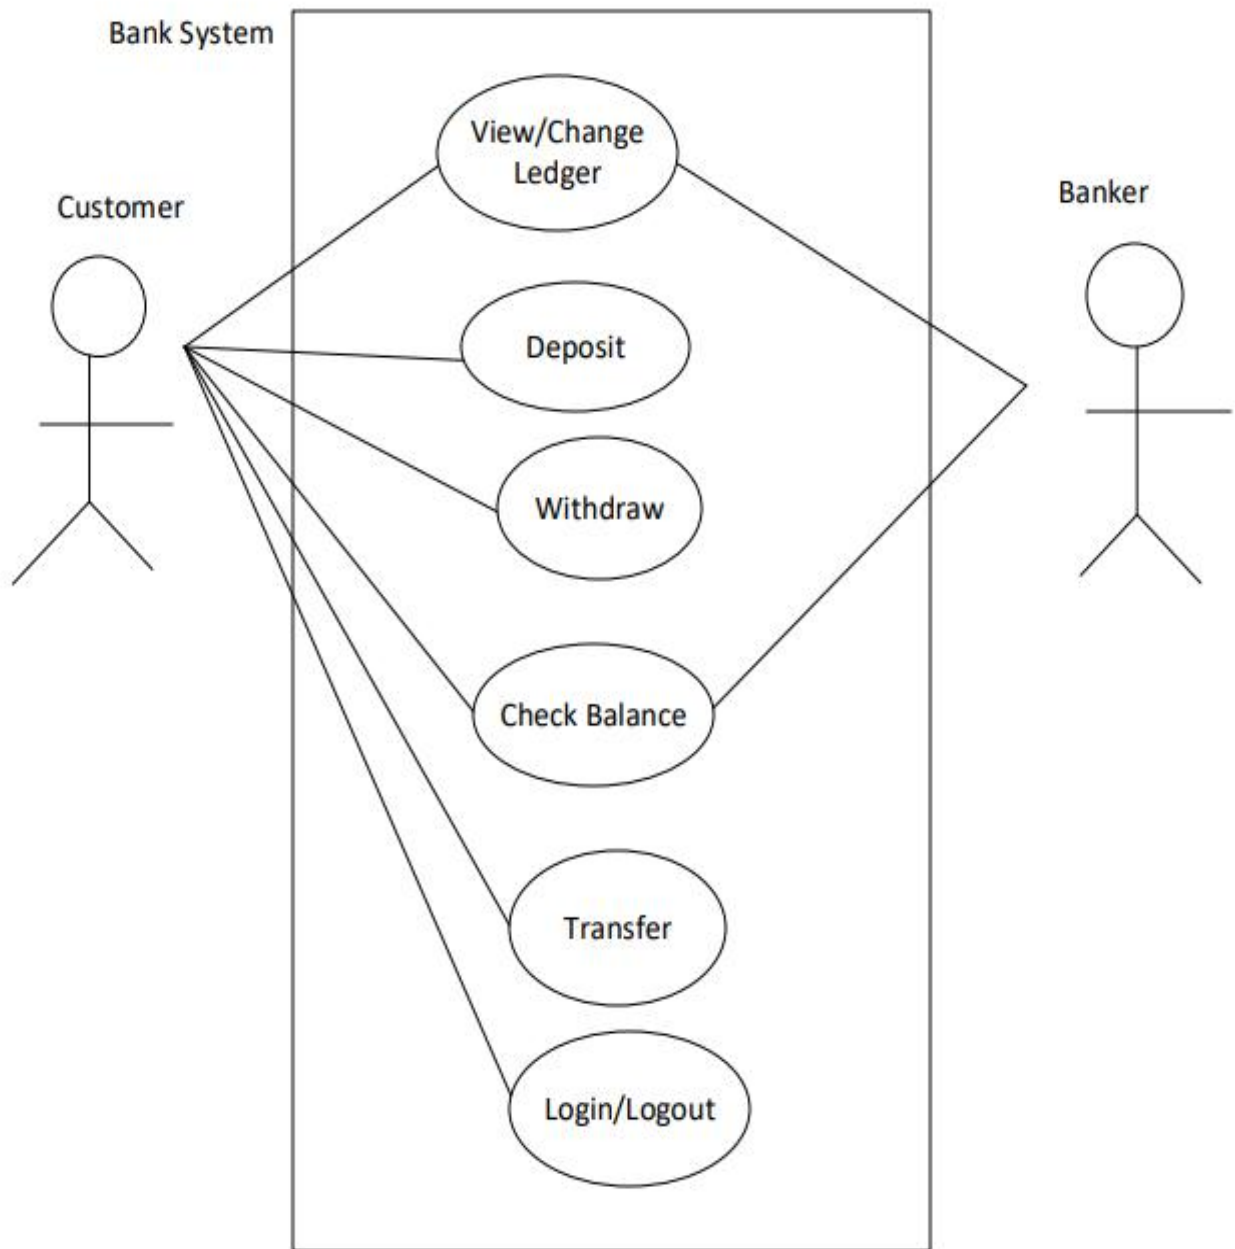 Bank System
View/Change
Ledger
Customer
Banker
Deposit
Withdraw
Check Balance
Transfer
Login/Logout